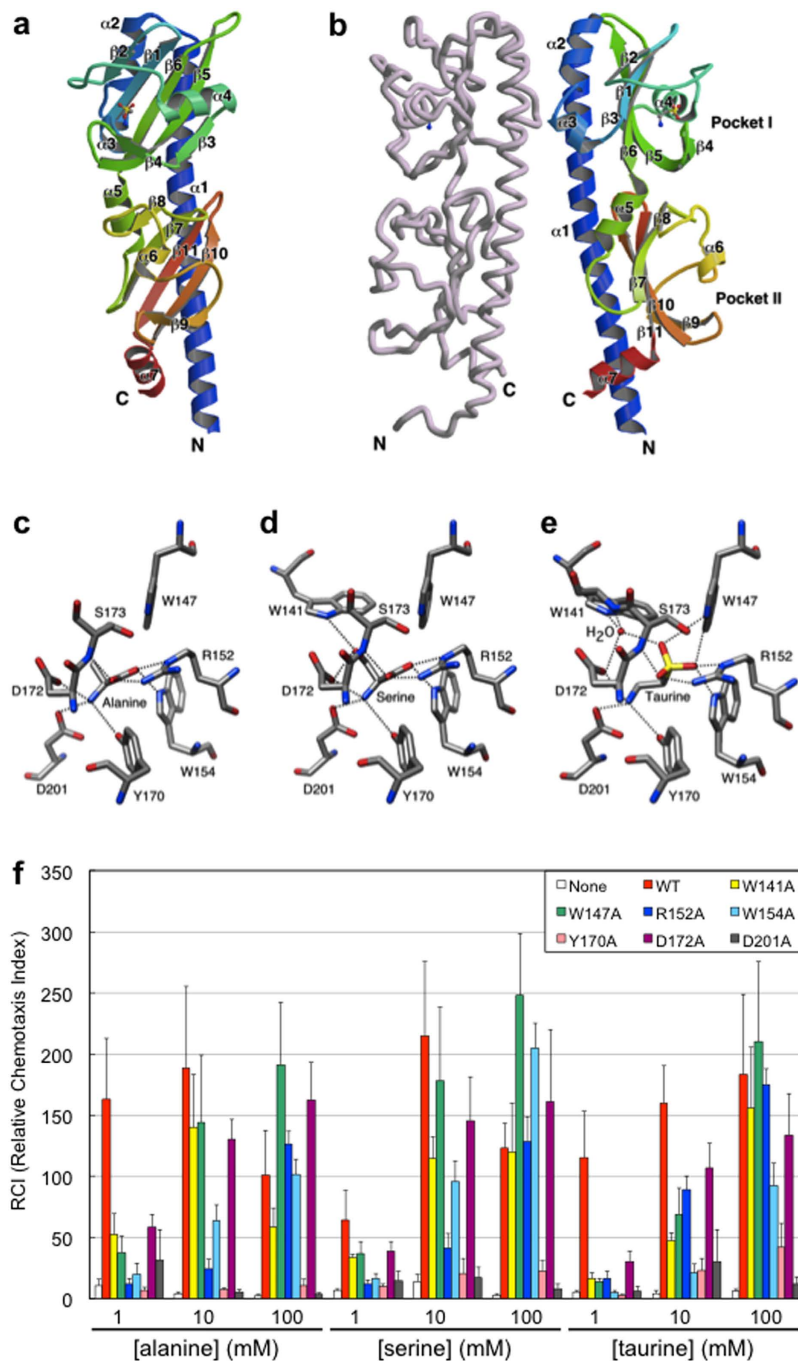 a
α2
β2
β1
β6
β5
α4
α3
β4
β3
α5
α1
β8
β7
β11
β10
α6
β9
α7
C
N
b
N
C
α2
β2
β1
α4
α3
β3
β4
β6
β5
Pocket I
α5
β8
α1
α6
β7
β10
Pocket II
β9
β11
α7
C
N
c
W147
S173
R152
D172
Alanine
D201
Y170
W154
d
W141
S173
W147
R152
D172
Serine
D201
Y170
W154
e
W141
S173
W147
H2O
R152
D172
Taurine
D201
Y170
W154
f
RCI (Relative Chemotaxis Index)
350
300
250
200
150
100
50
0
None WT W141A
W147A R152A W154A
Y170A D172A D201A
1 10 100 1 10 100 1 10 100
[alanine] (mM) [serine] (mM) [taurine] (mM)